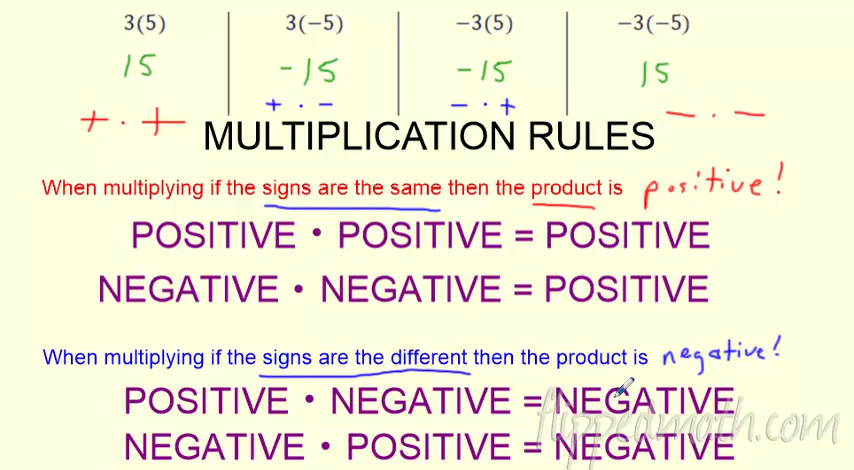 3(5) 3(−5) −3(5) −3(−5)
15 -15 -15 15
+ · + + · - - · + - · -
MULTIPLICATION RULES
When multiplying if the signs are the same then the product is positive!
POSITIVE • POSITIVE = POSITIVE
NEGATIVE • NEGATIVE = POSITIVE
When multiplying if the signs are the different then the product is negative!
POSITIVE • NEGATIVE = NEGATIVE
NEGATIVE • POSITIVE = NEGATIVE
flippedmath.com